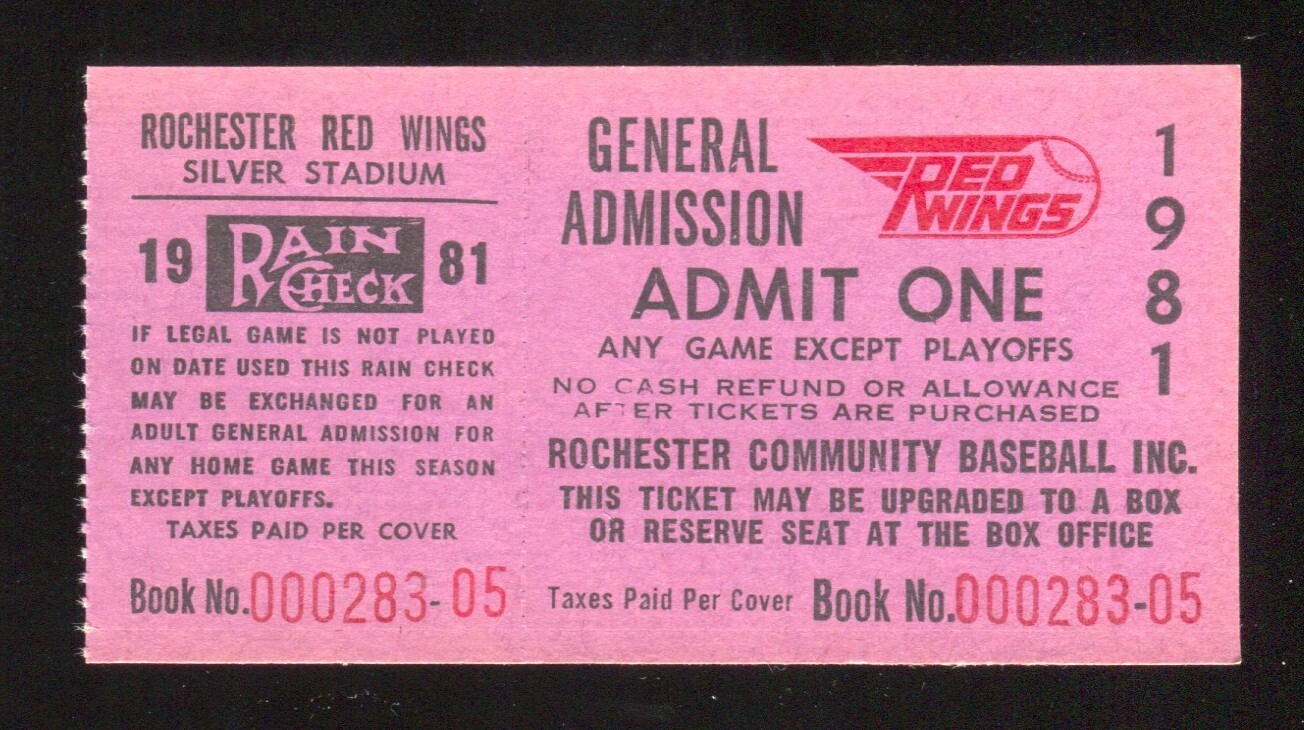 ROCHESTER RED WINGS
SILVER STADIUM
19 RAIN CHECK 81
IF LEGAL GAME IS NOT PLAYED
ON DATE USED THIS RAIN CHECK
MAY BE EXCHANGED FOR AN
ADULT GENERAL ADMISSION FOR
ANY HOME GAME THIS SEASON
EXCEPT PLAYOFFS.
TAXES PAID PER COVER
Book No.000283-05
GENERAL
ADMISSION
RED
WINGS
1981
ADMIT ONE
ANY GAME EXCEPT PLAYOFFS
NO CASH REFUND OR ALLOWANCE
AFTER TICKETS ARE PURCHASED
ROCHESTER COMMUNITY BASEBALL INC.
THIS TICKET MAY BE UPGRADED TO A BOX
OR RESERVE SEAT AT THE BOX OFFICE
Taxes Paid Per Cover Book No.000283-05